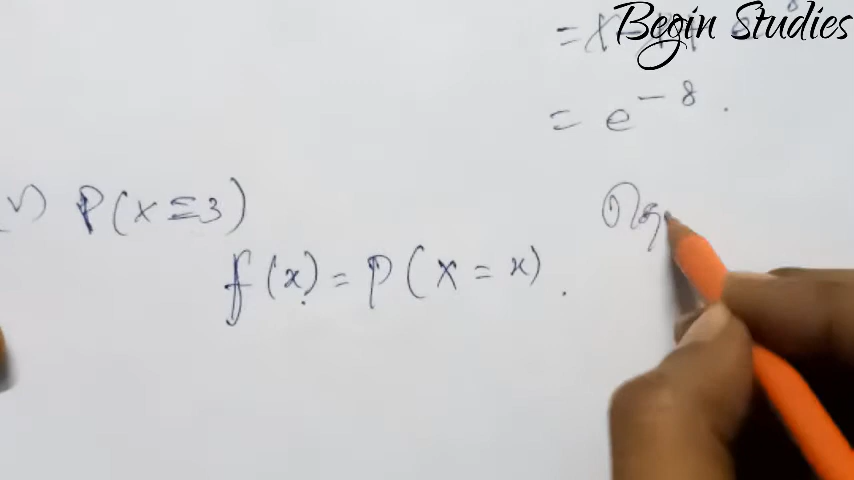 Begin Studies
= e^{-8}.
v) P(X ≤ 3)
f(x) = P(X = x).